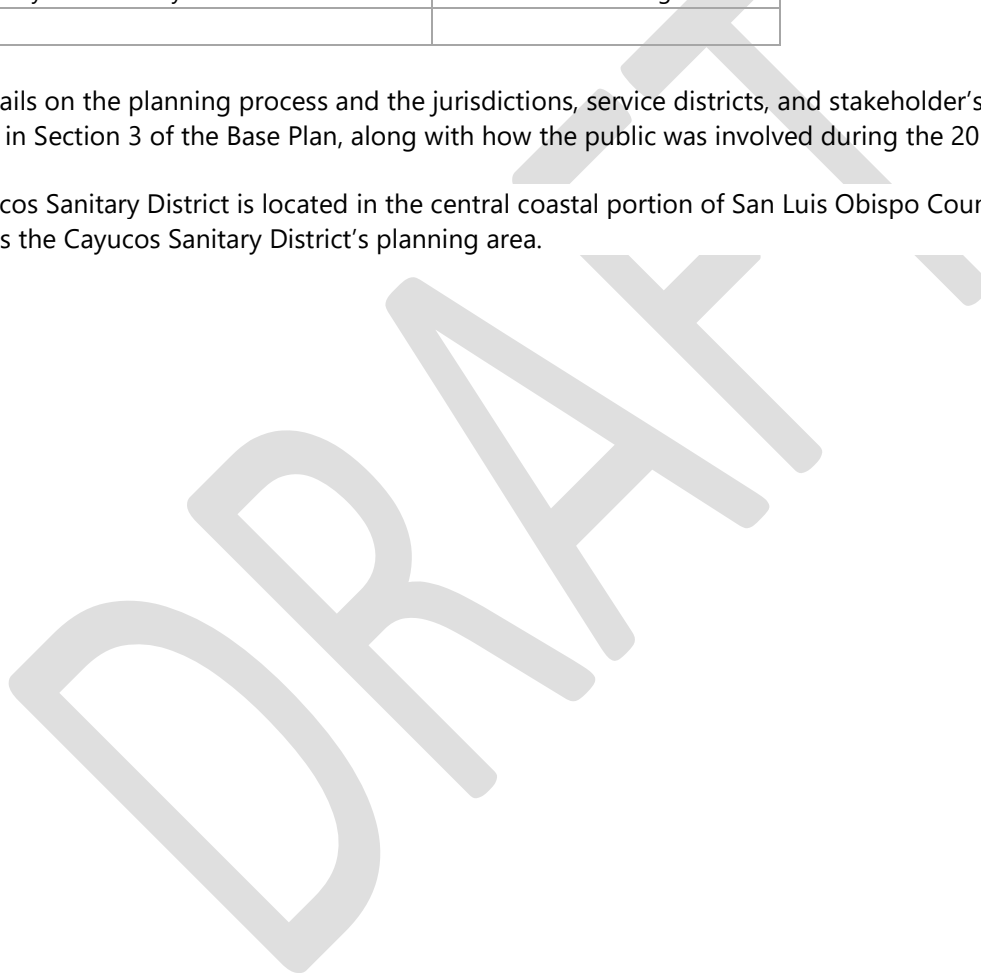 ails on the planning process and the jurisdictions, service districts, and stakeholder's
in Section 3 of the Base Plan, along with how the public was involved during the 20
cos Sanitary District is located in the central coastal portion of San Luis Obispo Coun
s the Cayucos Sanitary District's planning area.
DRAFT